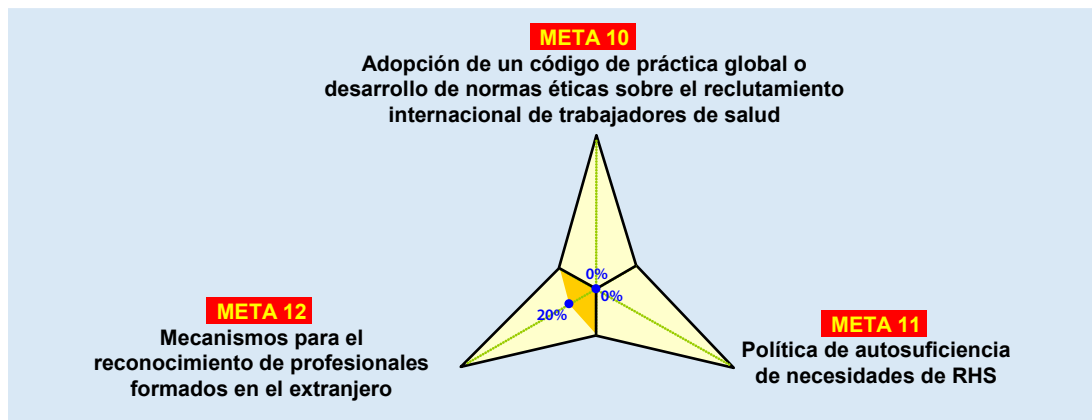 META 10
Adopción de un código de práctica global o
desarrollo de normas éticas sobre el reclutamiento
internacional de trabajadores de salud
0%
0%
20%
META 12
Mecanismos para el
reconocimiento de profesionales
formados en el extranjero
META 11
Política de autosuficiencia
de necesidades de RHS